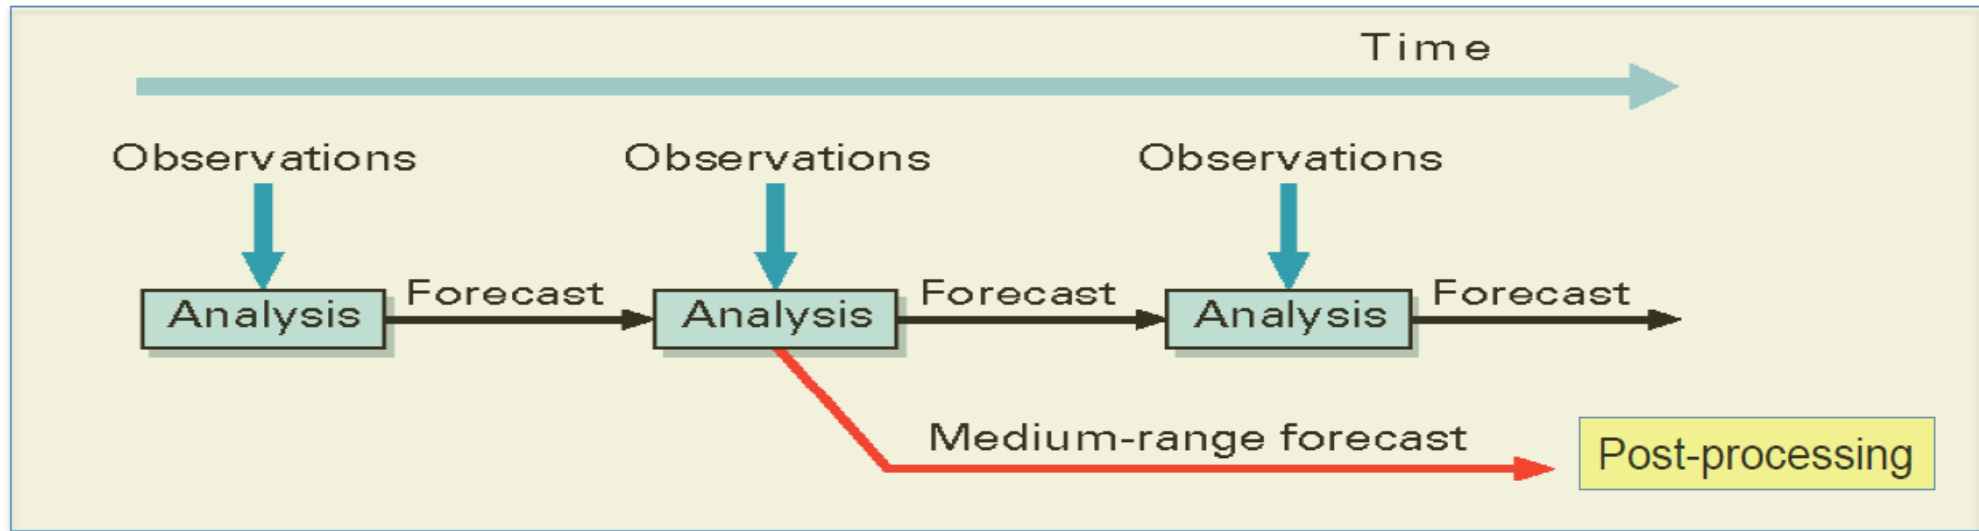 Time
Observations Observations Observations
Analysis Forecast Analysis Forecast Analysis Forecast
Medium-range forecast
Post-processing